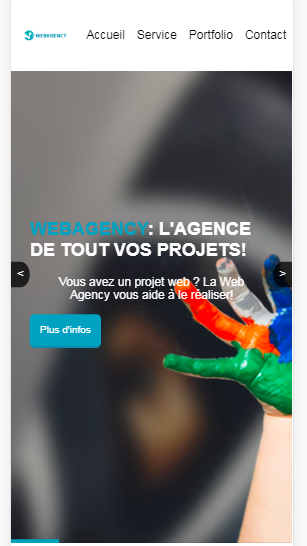 WEBAGENCY
Accueil Service Portfolio Contact
WEBAGENCY: L'AGENCE
DE TOUT VOS PROJETS!
< >
Vous avez un projet web ? La Web
Agency vous aide à le réaliser!
Plus d'infos